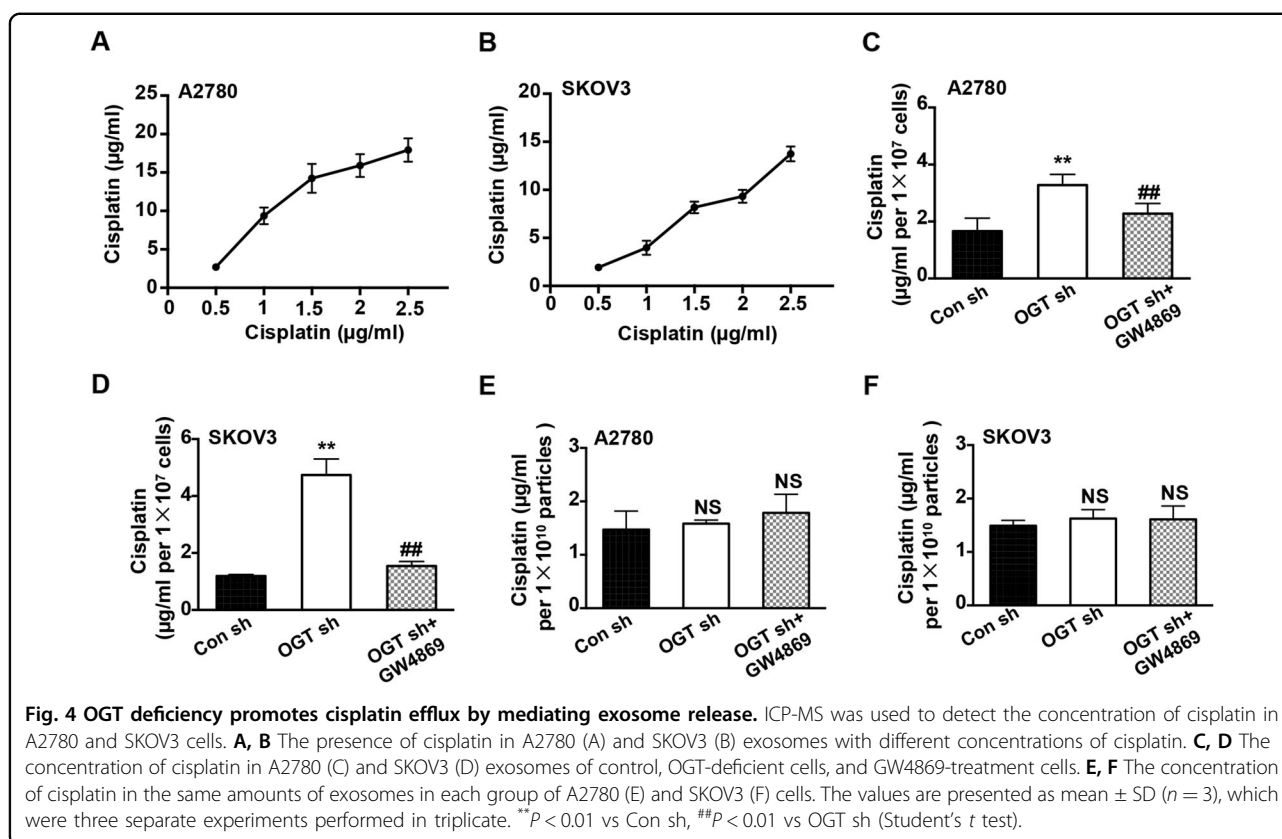 A
A2780
Cisplatin (µg/ml)
25
20
15
10
5
0
0 0.5 1 1.5 2 2.5
Cisplatin (µg/ml)
B
SKOV3
Cisplatin (µg/ml)
20
15
10
5
0
0 0.5 1 1.5 2 2.5
Cisplatin (µg/ml)
C
A2780
Cisplatin
(µg/ml per 1×10⁷ cells)
6
4
2
0
**
##
Con sh
OGT sh
OGT sh+
GW4869
D
SKOV3
Cisplatin
(µg/ml per 1×10⁷ cells)
6
4
2
0
**
##
Con sh
OGT sh
OGT sh+
GW4869
E
A2780
Cisplatin (µg/ml
per 1×10¹⁰ particles)
3
2
1
0
NS
NS
Con sh
OGT sh
OGT sh+
GW4869
F
SKOV3
Cisplatin (µg/ml
per 1×10¹⁰ particles)
3
2
1
0
NS
NS
Con sh
OGT sh
OGT sh+
GW4869
Fig. 4 OGT deficiency promotes cisplatin efflux by mediating exosome release. ICP-MS was used to detect the concentration of cisplatin in
A2780 and SKOV3 cells. A, B The presence of cisplatin in A2780 (A) and SKOV3 (B) exosomes with different concentrations of cisplatin. C, D The
concentration of cisplatin in A2780 (C) and SKOV3 (D) exosomes of control, OGT-deficient cells, and GW4869-treatment cells. E, F The concentration
of cisplatin in the same amounts of exosomes in each group of A2780 (E) and SKOV3 (F) cells. The values are presented as mean ± SD (n = 3), which
were three separate experiments performed in triplicate. **P < 0.01 vs Con sh, ##P < 0.01 vs OGT sh (Student's t test).